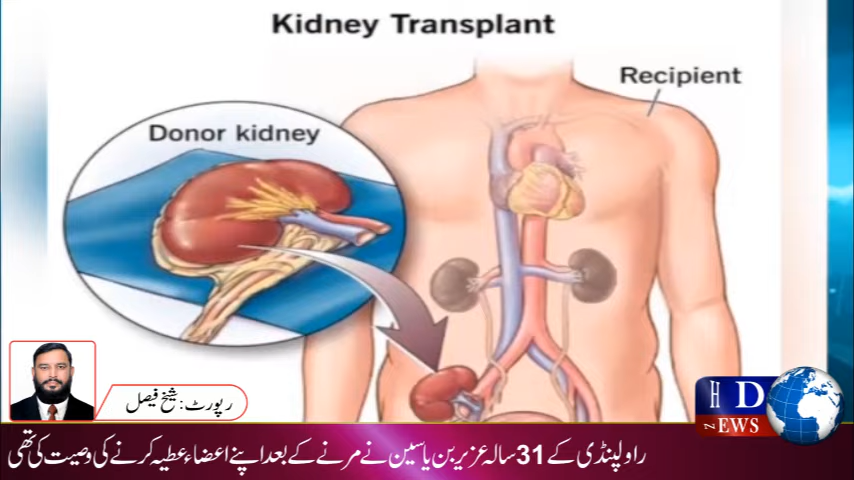 Kidney Transplant
Recipient
Donor kidney
رپورٹ: شیخ فیصل
HD
NEWS
راولپنڈی کے 31 سالہ عزیر بن یاسین نے مرنے کے بعد اپنے اعضاء عطیہ کرنے کی وصیت کی تھی